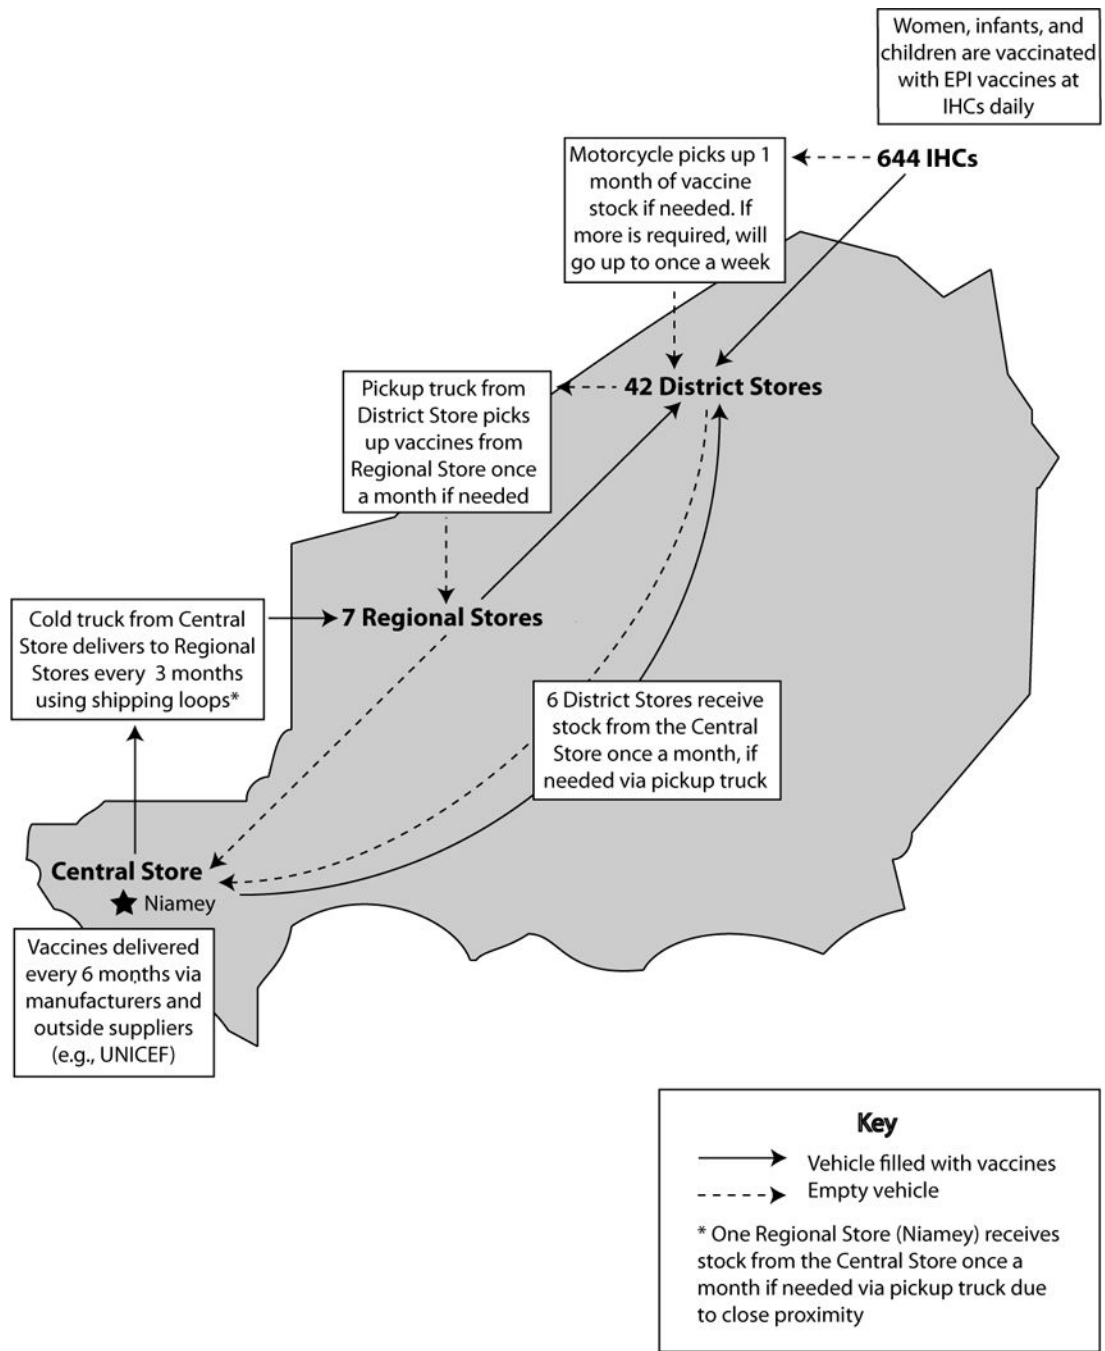 Women, infants, and
children are vaccinated
with EPI vaccines at
IHCs daily
644 IHCs
Motorcycle picks up 1
month of vaccine
stock if needed. If
more is required, will
go up to once a week
42 District Stores
Pickup truck from
District Store picks
up vaccines from
Regional Store once
a month if needed
7 Regional Stores
Cold truck from Central
Store delivers to Regional
Stores every 3 months
using shipping loops*
6 District Stores receive
stock from the Central
Store once a month, if
needed via pickup truck
Central Store
Niamey
Vaccines delivered
every 6 months via
manufacturers and
outside suppliers
(e.g., UNICEF)
Key
Vehicle filled with vaccines
Empty vehicle
* One Regional Store (Niamey) receives
stock from the Central Store once a
month if needed via pickup truck due
to close proximity